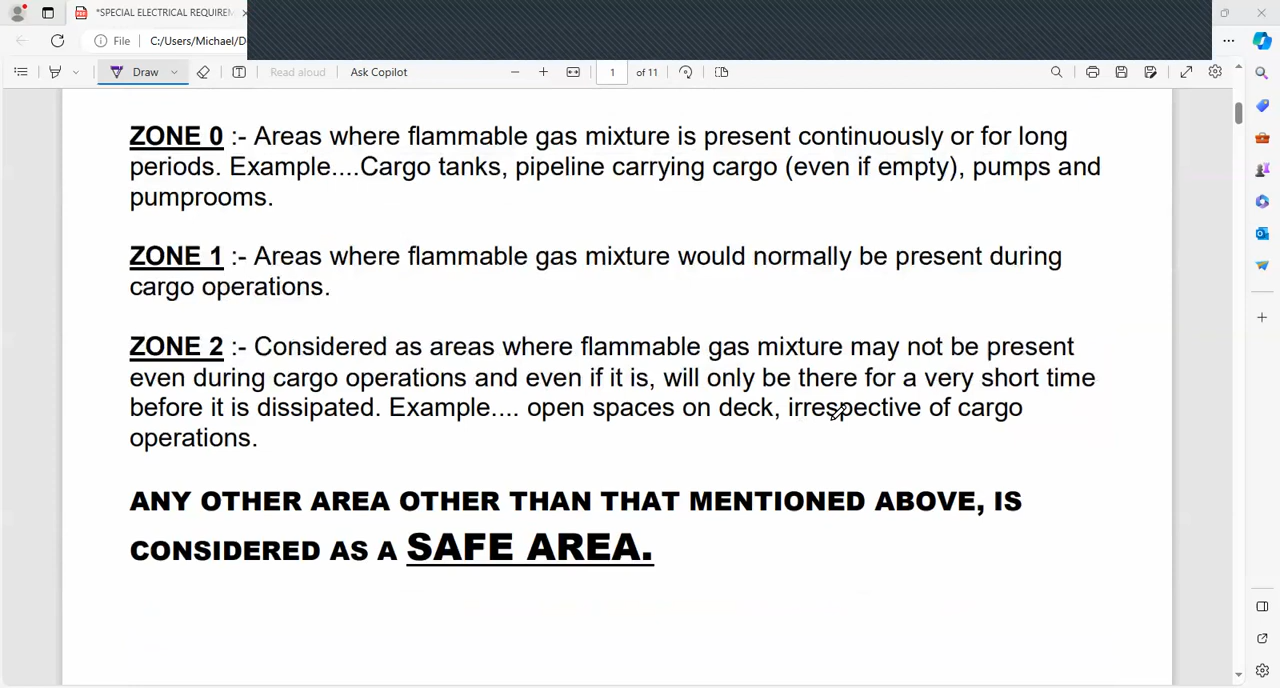 *SPECIAL ELECTRICAL REQUIREM
File C:/Users/Michael/D
Draw Read aloud Ask Copilot 1 of 11
ZONE 0 :- Areas where flammable gas mixture is present continuously or for long
periods. Example....Cargo tanks, pipeline carrying cargo (even if empty), pumps and
pumprooms.
ZONE 1 :- Areas where flammable gas mixture would normally be present during
cargo operations.
ZONE 2 :- Considered as areas where flammable gas mixture may not be present
even during cargo operations and even if it is, will only be there for a very short time
before it is dissipated. Example.... open spaces on deck, irrespective of cargo
operations.
ANY OTHER AREA OTHER THAN THAT MENTIONED ABOVE, IS
CONSIDERED AS A SAFE AREA.